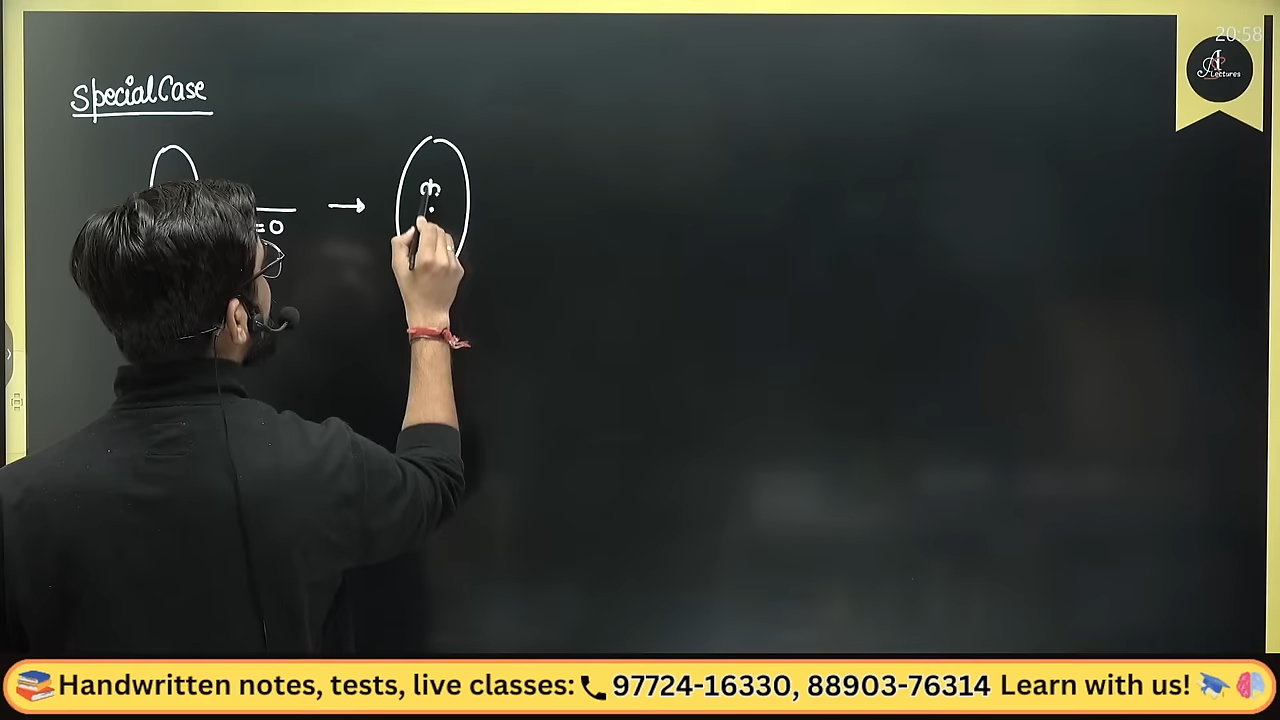 20:58
A
Lectures
Special Case
=0 →
Handwritten notes, tests, live classes: 97724-16330, 88903-76314 Learn with us!